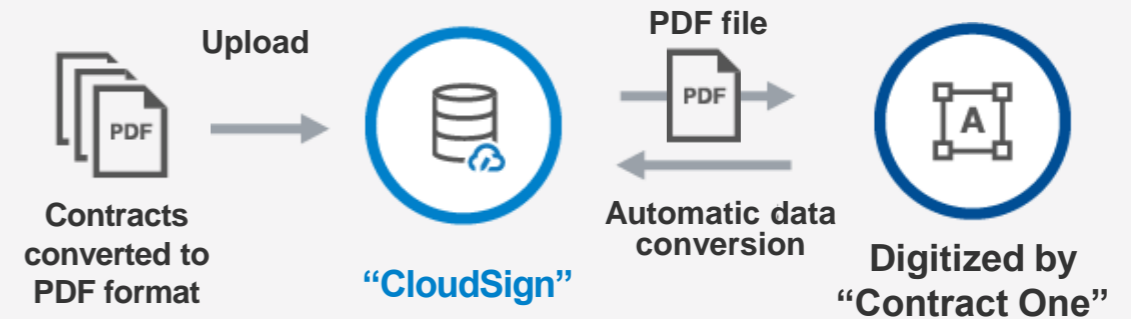 Upload
PDF file
PDF
PDF
A
Contracts
converted to
PDF format
“CloudSign”
Automatic data
conversion
Digitized by
“Contract One”